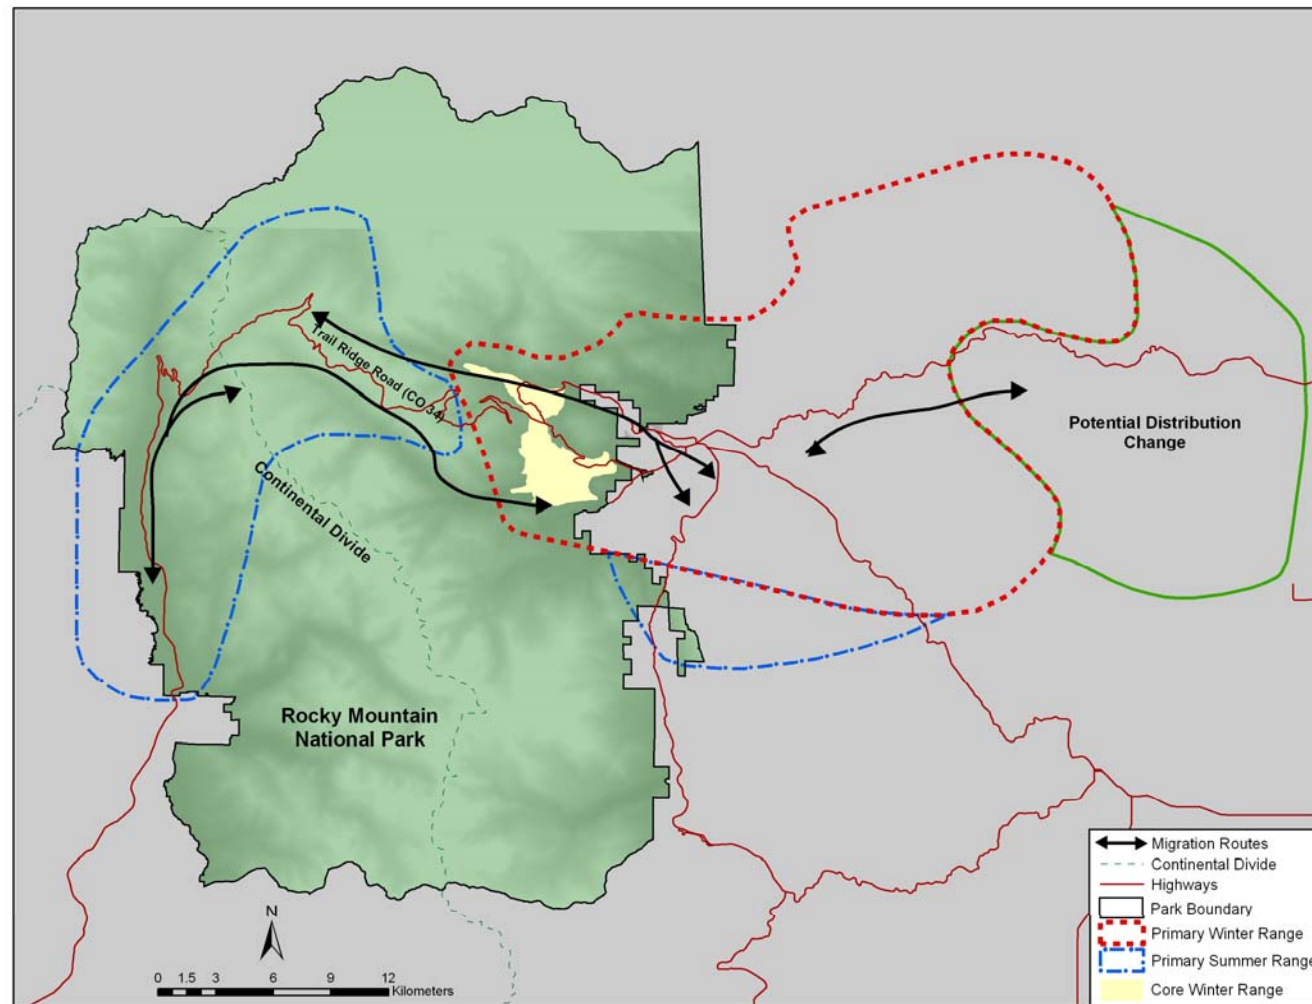 Trail Ridge Road (CO 34)
Continental Divide
Potential Distribution
Change
Rocky Mountain
National Park
N
0 1.5 3 6 9 12
Kilometers
Migration Routes
Continental Divide
Highways
Park Boundary
Primary Winter Range
Primary Summer Range
Core Winter Range